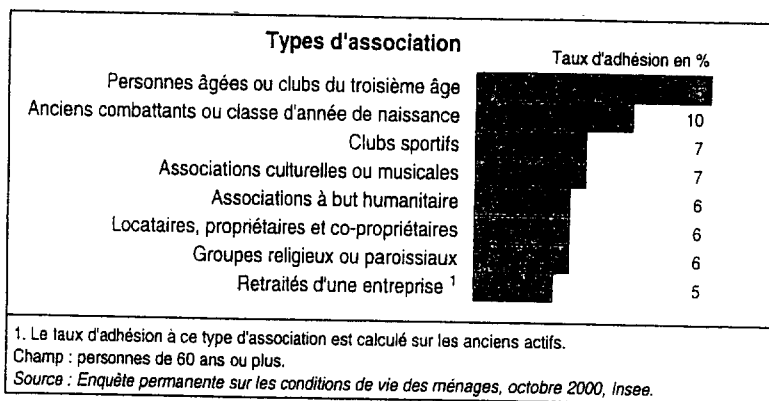 Types d'association
Taux d'adhésion en %
Personnes âgées ou clubs du troisième âge
Anciens combattants ou classe d'année de naissance 10
Clubs sportifs 7
Associations culturelles ou musicales 7
Associations à but humanitaire 6
Locataires, propriétaires et co-propriétaires 6
Groupes religieux ou paroissiaux 6
Retraités d'une entreprise 1 5
1. Le taux d'adhésion à ce type d'association est calculé sur les anciens actifs.
Champ : personnes de 60 ans ou plus.
Source : Enquête permanente sur les conditions de vie des ménages, octobre 2000, Insee.